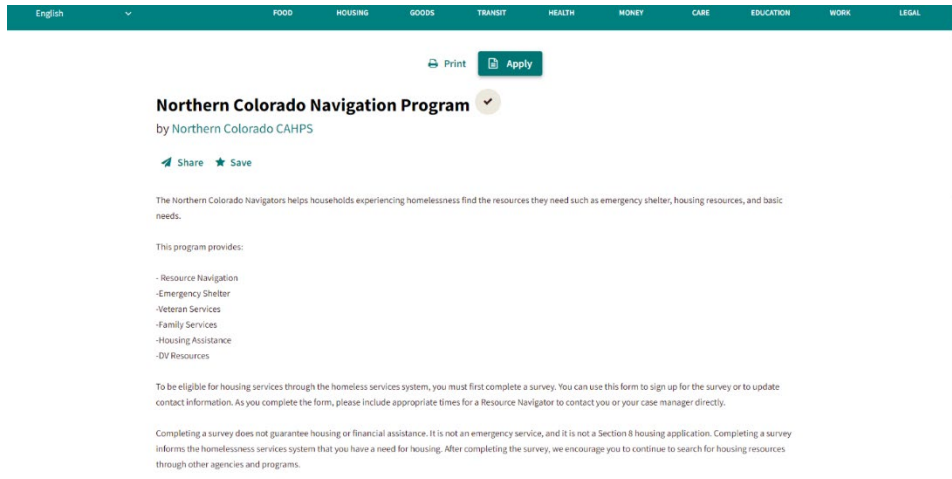 English FOOD HOUSING GOODS TRANSIT HEALTH MONEY CARE EDUCATION WORK LEGAL
Print Apply
Northern Colorado Navigation Program
by Northern Colorado CAHPS
Share Save
The Northern Colorado Navigators helps households experiencing homelessness find the resources they need such as emergency shelter, housing resources, and basic
needs.
This program provides:
- Resource Navigation
-Emergency Shelter
-Veteran Services
-Family Services
-Housing Assistance
-DV Resources
To be eligible for housing services through the homeless services system, you must first complete a survey. You can use this form to sign up for the survey or to update
contact information. As you complete the form, please include appropriate times for a Resource Navigator to contact you or your case manager directly.
Completing a survey does not guarantee housing or financial assistance. It is not an emergency service, and it is not a Section 8 housing application. Completing a survey
informs the homelessness services system that you have a need for housing. After completing the survey, we encourage you to continue to search for housing resources
through other agencies and programs.